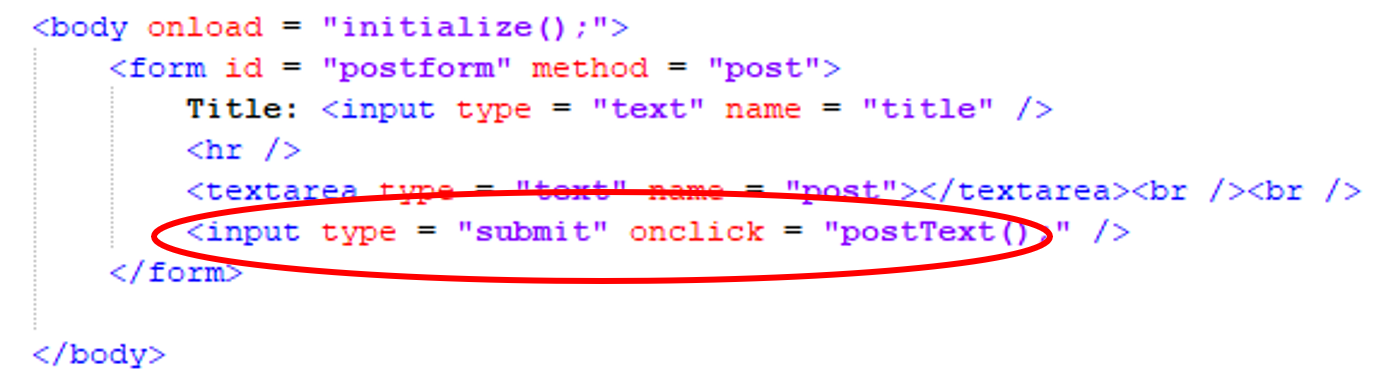 <body onload = "initialize();">
<form id = "postform" method = "post">
Title: <input type = "text" name = "title" />
<hr />
<textarea type = "text" name = "post"></textarea><br /><br />
<input type = "submit" onclick = "postText();" />
</form>
</body>